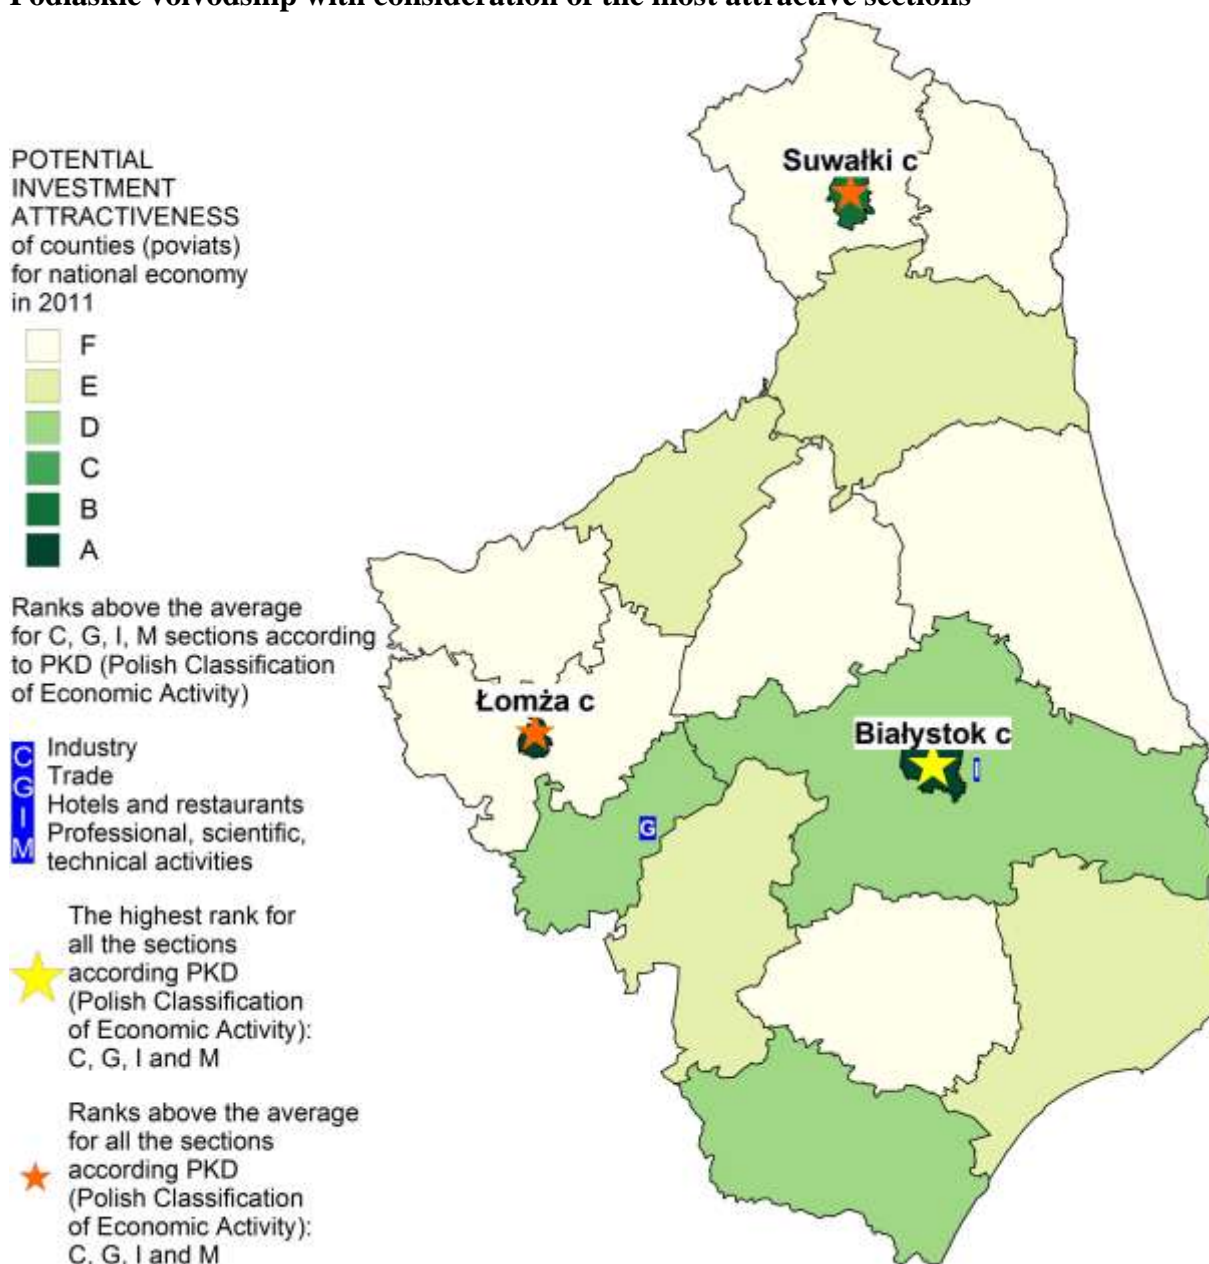 Podlaskie voivodship with consideration of the most attractive sections
POTENTIAL
INVESTMENT
ATTRACTIVENESS
of counties (poviats)
for national economy
in 2011
F
E
D
C
B
A
Ranks above the average
for C, G, I, M sections according
to PKD (Polish Classification
of Economic Activity)
C Industry
G Trade
I Hotels and restaurants
M Professional, scientific,
technical activities
The highest rank for
all the sections
according PKD
(Polish Classification
of Economic Activity):
C, G, I and M
Ranks above the average
for all the sections
according PKD
(Polish Classification
of Economic Activity):
C, G, I and M
Suwałki c
Łomża c
Białystok c
I
G